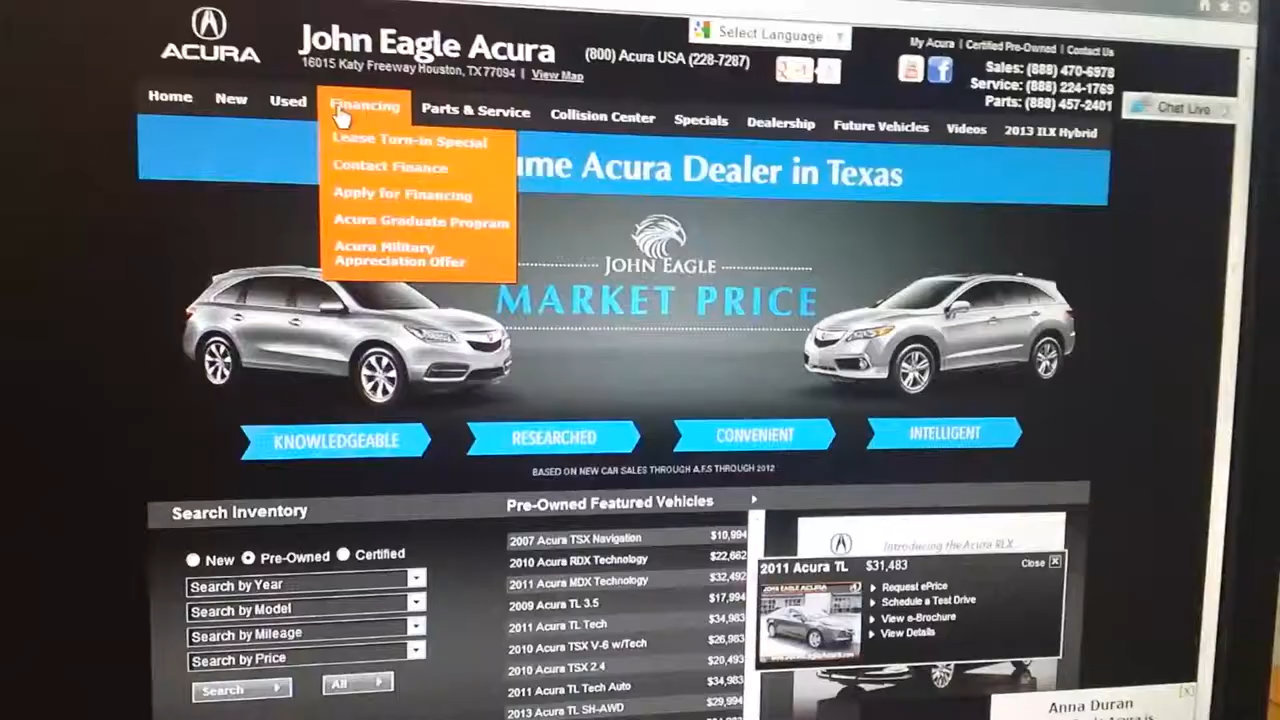 ACURA
John Eagle Acura
16015 Katy Freeway Houston, TX 77094 | View Map
(800) Acura USA (228-7287)
Select Language
My Acura | Certified Pre-Owned | Contact Us
Sales: (888) 470-6978
Service: (888) 224-1769
Parts: (888) 457-2401
Chat Live
Home New Used Financing Parts & Service Collision Center Specials Dealership Future Vehicles Videos 2013 ILX Hybrid
Lease Turn-in Special
Contact Finance
Apply for Financing
Acura Graduate Program
Acura Military
Appreciation Offer
ume Acura Dealer in Texas
JOHN EAGLE
MARKET PRICE
KNOWLEDGEABLE RESEARCHED CONVENIENT INTELLIGENT
BASED ON NEW CAR SALES THROUGH A.F.S THROUGH 2012
Search Inventory
New Pre-Owned Certified
Search by Year
Search by Model
Search by Mileage
Search by Price
Search All
Pre-Owned Featured Vehicles
2007 Acura TSX Navigation $10,994
2010 Acura RDX Technology $22,662
2011 Acura MDX Technology $32,492
2009 Acura TL 3.5 $17,994
2011 Acura TL Tech $34,983
2010 Acura TSX V-6 w/Tech $26,983
2010 Acura TSX 2.4 $20,493
2011 Acura TL Tech Auto $34,983
2013 Acura TL SH-AWD $29,994
Introducing the Acura RLX
2011 Acura TL $31,483 Close X
JOHN EAGLE ACURA
Request ePrice
Schedule a Test Drive
View e-Brochure
View Details
[X]
Anna Duran